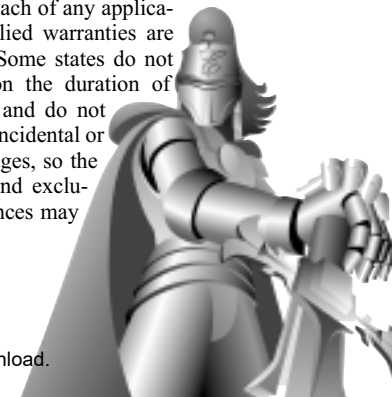 ach of any applica-
lied warranties are
Some states do not
on the duration of
and do not
ncidental or
ges, so the
nd exclu-
nces may
nload.